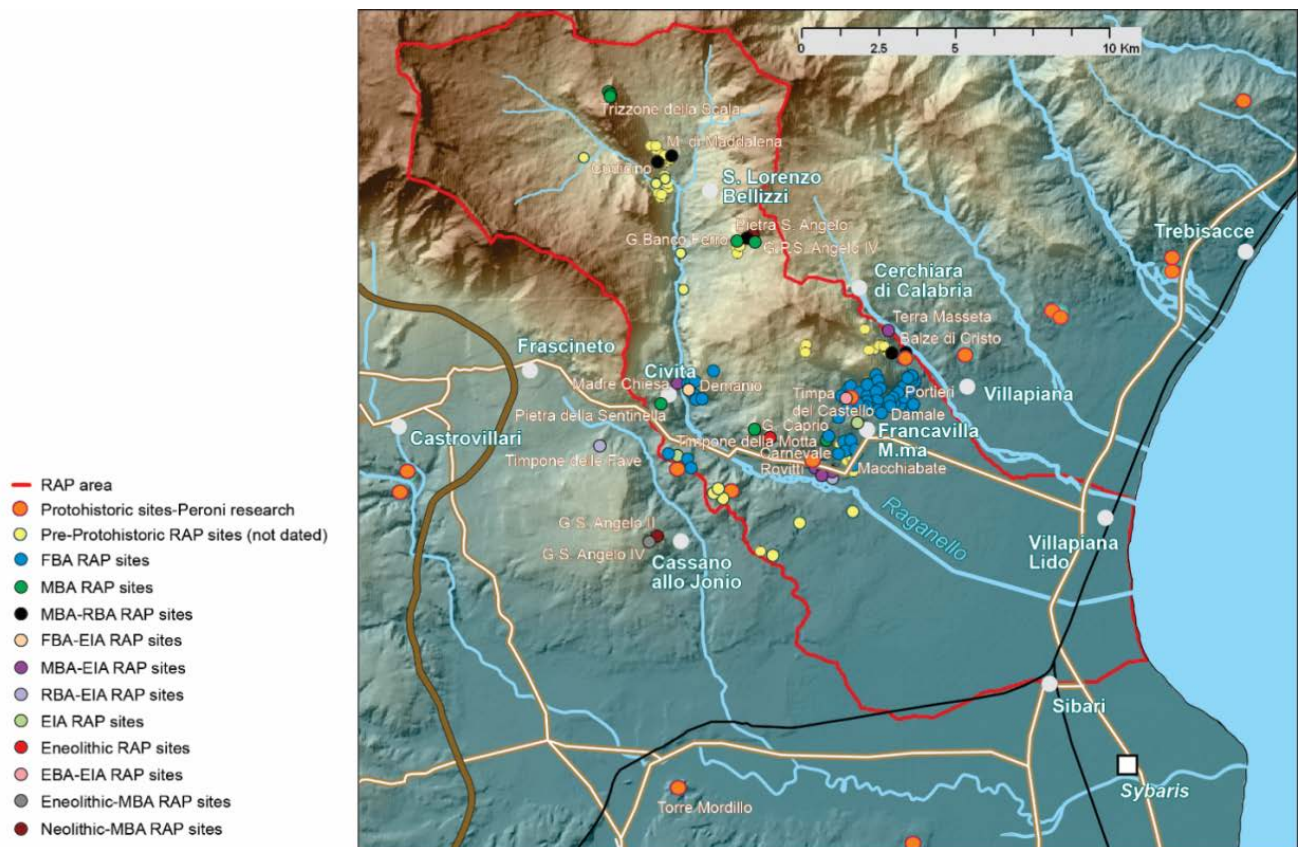 0 2.5 5 10 Km
Trizzone della Scala
M. di Maddalena
Cudicino
S. Lorenzo
Bellizzi
Pietra S. Angelo
G.Banco Ferro
G.P.S. Angelo IV
Trebisacce
Cerchiara
di Calabria
Terra Masseta
Balze di Cristo
Frascineto
Civita
Madre Chiesa
Demanio
Timpa
del Castello
Portieri
Damale
Villapiana
Pietra della Sentinella
G. Caprio
Francavilla
M.ma
Castrovillari
Timpone della Motta
Carnevale
Timpone delle Fave
Rovitti
Macchiabate
Raganello
G.S. Angelo II
G.S. Angelo IV
Cassano
allo Jonio
Villapiana
Lido
Sibari
Sybaris
Torre Mordillo
RAP area
Protohistoric sites-Peroni research
Pre-Protohistoric RAP sites (not dated)
FBA RAP sites
MBA RAP sites
MBA-RBA RAP sites
FBA-EIA RAP sites
MBA-EIA RAP sites
RBA-EIA RAP sites
EIA RAP sites
Eneolithic RAP sites
EBA-EIA RAP sites
Eneolithic-MBA RAP sites
Neolithic-MBA RAP sites